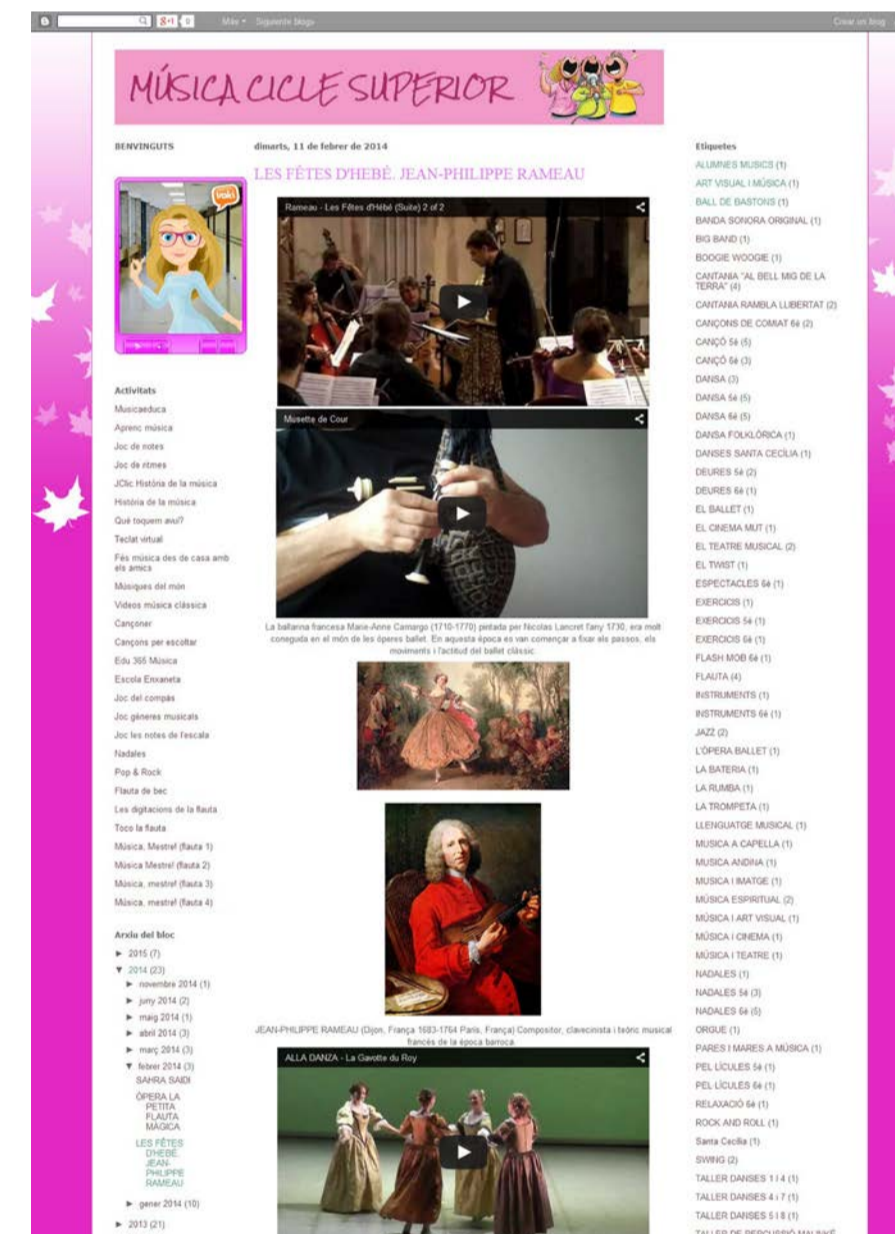 8+1 0 Más Siguiente blog» Crear un blog
MÚSICA CICLE SUPERIOR
BENVINGUTS
voki
Activitats
Musicaeduca
Aprenc música
Joc de notes
Joc de ritmes
JClic Història de la música
Història de la música
Què toquem avui?
Teclat virtual
Fés música des de casa amb
els amics
Músiques del món
Videos música clàssica
Cançoner
Cançons per escoltar
Edu 365 Música
Escola Enxaneta
Joc del compàs
Joc gèneres musicals
Joc les notes de l'escala
Nadales
Pop & Rock
Flauta de bec
Les digitacions de la flauta
Toco la flauta
Música, Mestre! (flauta 1)
Música Mestre! (flauta 2)
Música, mestre! (flauta 3)
Música, mestre! (flauta 4)
Arxiu del bloc
► 2015 (7)
▼ 2014 (23)
► novembre 2014 (1)
► juny 2014 (2)
► maig 2014 (1)
► abril 2014 (3)
► març 2014 (3)
▼ febrer 2014 (3)
SAHRA SAIDI
ÒPERA LA
PETITA
FLAUTA
MÀGICA
LES FÊTES
D'HEBÉ.
JEAN-
PHILIPPE
RAMEAU
► gener 2014 (10)
► 2013 (21)
dimarts, 11 de febrer de 2014
LES FÊTES D'HEBÉ. JEAN-PHILIPPE RAMEAU
Rameau - Les Fêtes d'Hébé (Suite) 2 of 2
Musette de Cour
La ballarina francesa Marie-Anne Camargo (1710-1770) pintada per Nicolas Lancret l'any 1730, era molt
coneguda en el món de les òperes ballet. En aquesta època es van començar a fixar els passos, els
moviments i l'actitud del ballet clàssic.
JEAN-PHILIPPE RAMEAU (Dijon, França 1683-1764 París, França) Compositor, clavecinista i teòric musical
francès de la època barroca.
ALLA DANZA - La Gavotte du Roy
Etiquetes
ALUMNES MUSICS (1)
ART VISUAL I MÚSICA (1)
BALL DE BASTONS (1)
BANDA SONORA ORIGINAL (1)
BIG BAND (1)
BOOGIE WOOGIE (1)
CANTANIA "AL BELL MIG DE LA
TERRA" (4)
CANTANIA RAMBLA LLIBERTAT (2)
CANÇONS DE COMIAT 6è (2)
CANÇÓ 5è (5)
CANÇÓ 6è (3)
DANSA (3)
DANSA 5è (5)
DANSA 6è (5)
DANSA FOLKLÒRICA (1)
DANSES SANTA CECÍLIA (1)
DEURES 5è (2)
DEURES 6è (1)
EL BALLET (1)
EL CINEMA MUT (1)
EL TEATRE MUSICAL (2)
EL TWIST (1)
ESPECTACLES 6è (1)
EXERCICIS (1)
EXERCICIS 5è (1)
EXERCICIS 6è (1)
FLASH MOB 6è (1)
FLAUTA (4)
INSTRUMENTS (1)
INSTRUMENTS 6è (1)
JAZZ (2)
L'ÒPERA BALLET (1)
LA BATERIA (1)
LA RUMBA (1)
LA TROMPETA (1)
LLENGUATGE MUSICAL (1)
MUSICA A CAPELLA (1)
MUSICA ANDINA (1)
MUSICA I IMATGE (1)
MÚSICA ESPIRITUAL (2)
MÚSICA I ART VISUAL (1)
MÚSICA I CINEMA (1)
MÚSICA I TEATRE (1)
NADALES (1)
NADALES 5è (3)
NADALES 6è (5)
ORGUE (1)
PARES I MARES A MÚSICA (1)
PEL·LÍCULES 5è (1)
PEL·LÍCULES 6è (1)
RELAXACIÓ 6è (1)
ROCK AND ROLL (1)
Santa Cecília (1)
SWING (2)
TALLER DANSES 1 I 4 (1)
TALLER DANSES 4 i 7 (1)
TALLER DANSES 5 I 8 (1)
TALLER DE PERCUSSIÓ MALINKÉ